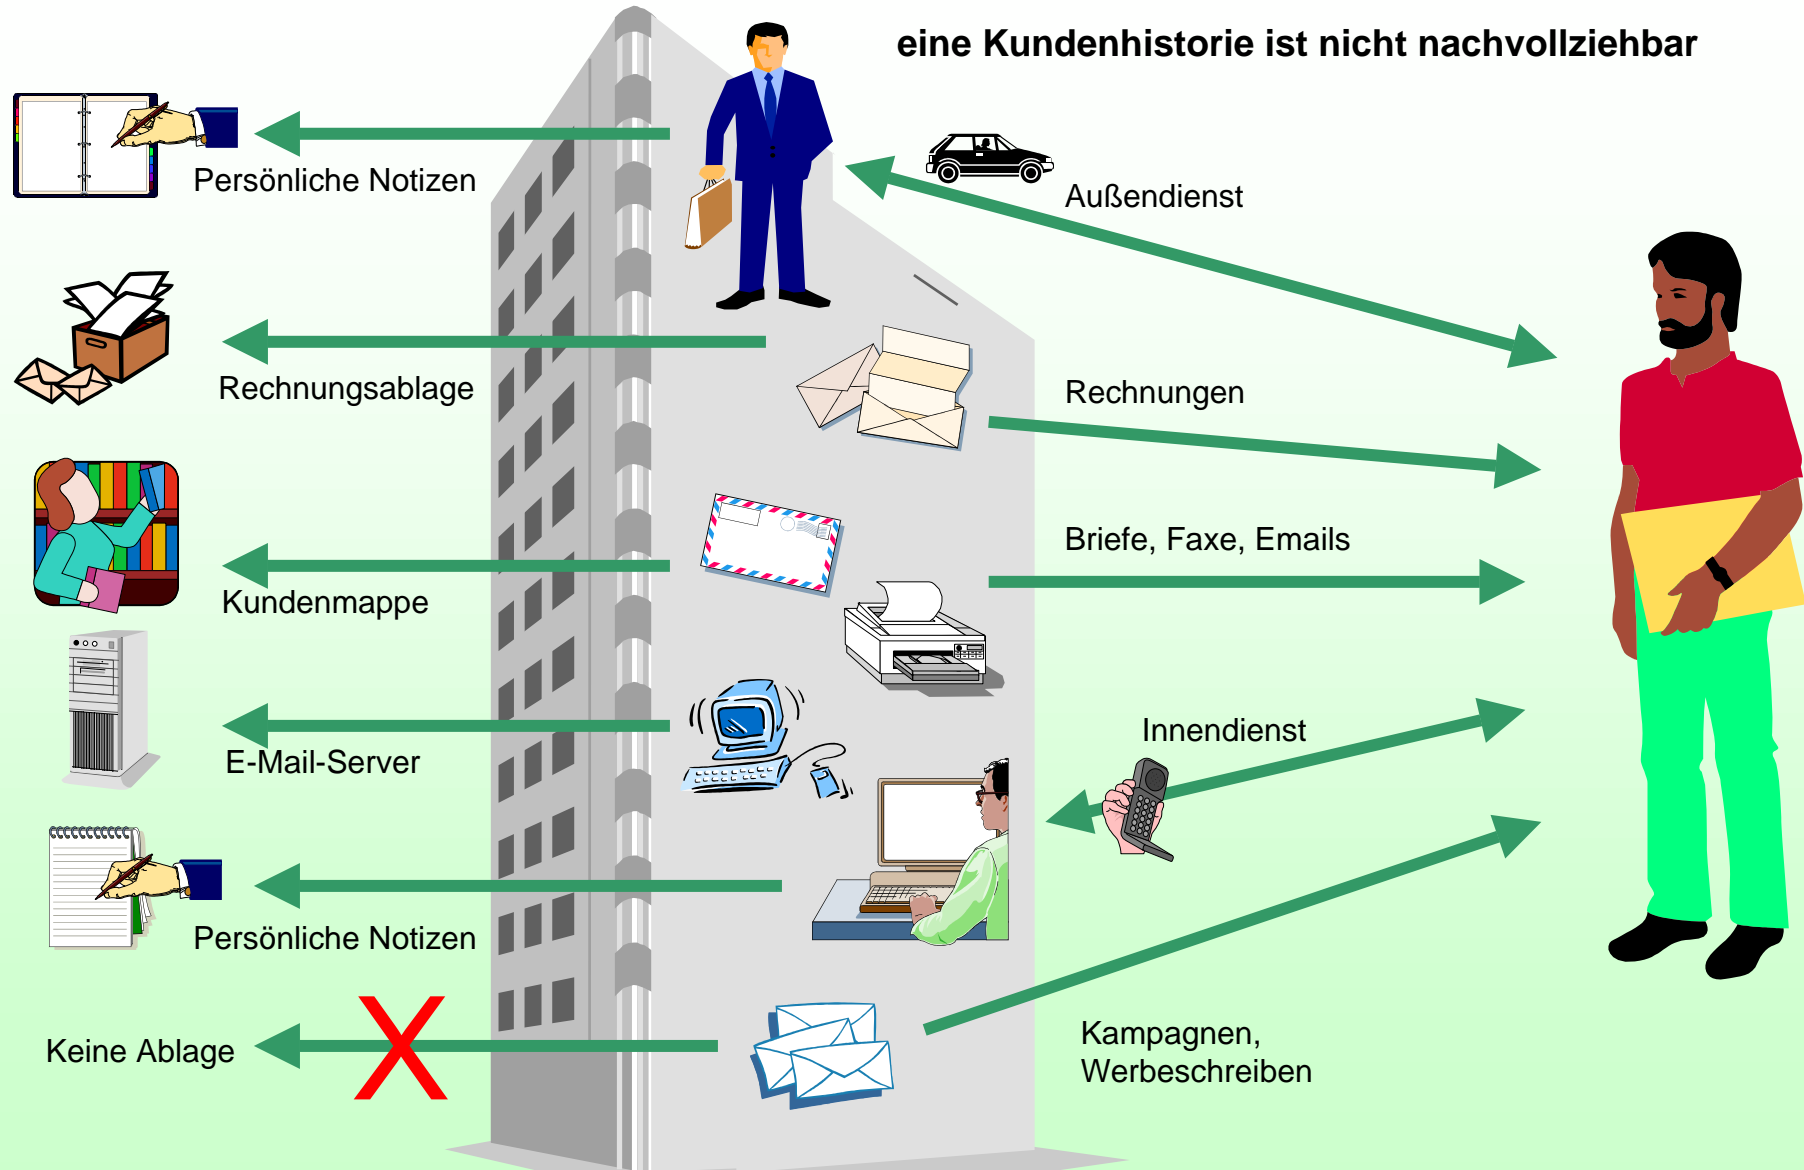 eine Kundenhistorie ist nicht nachvollziehbar
Persönliche Notizen
Außendienst
Rechnungsablage
Rechnungen
Briefe, Faxe, Emails
Kundenmappe
Innendienst
E-Mail-Server
Persönliche Notizen
Keine Ablage
X
Kampagnen,
Werbeschreiben